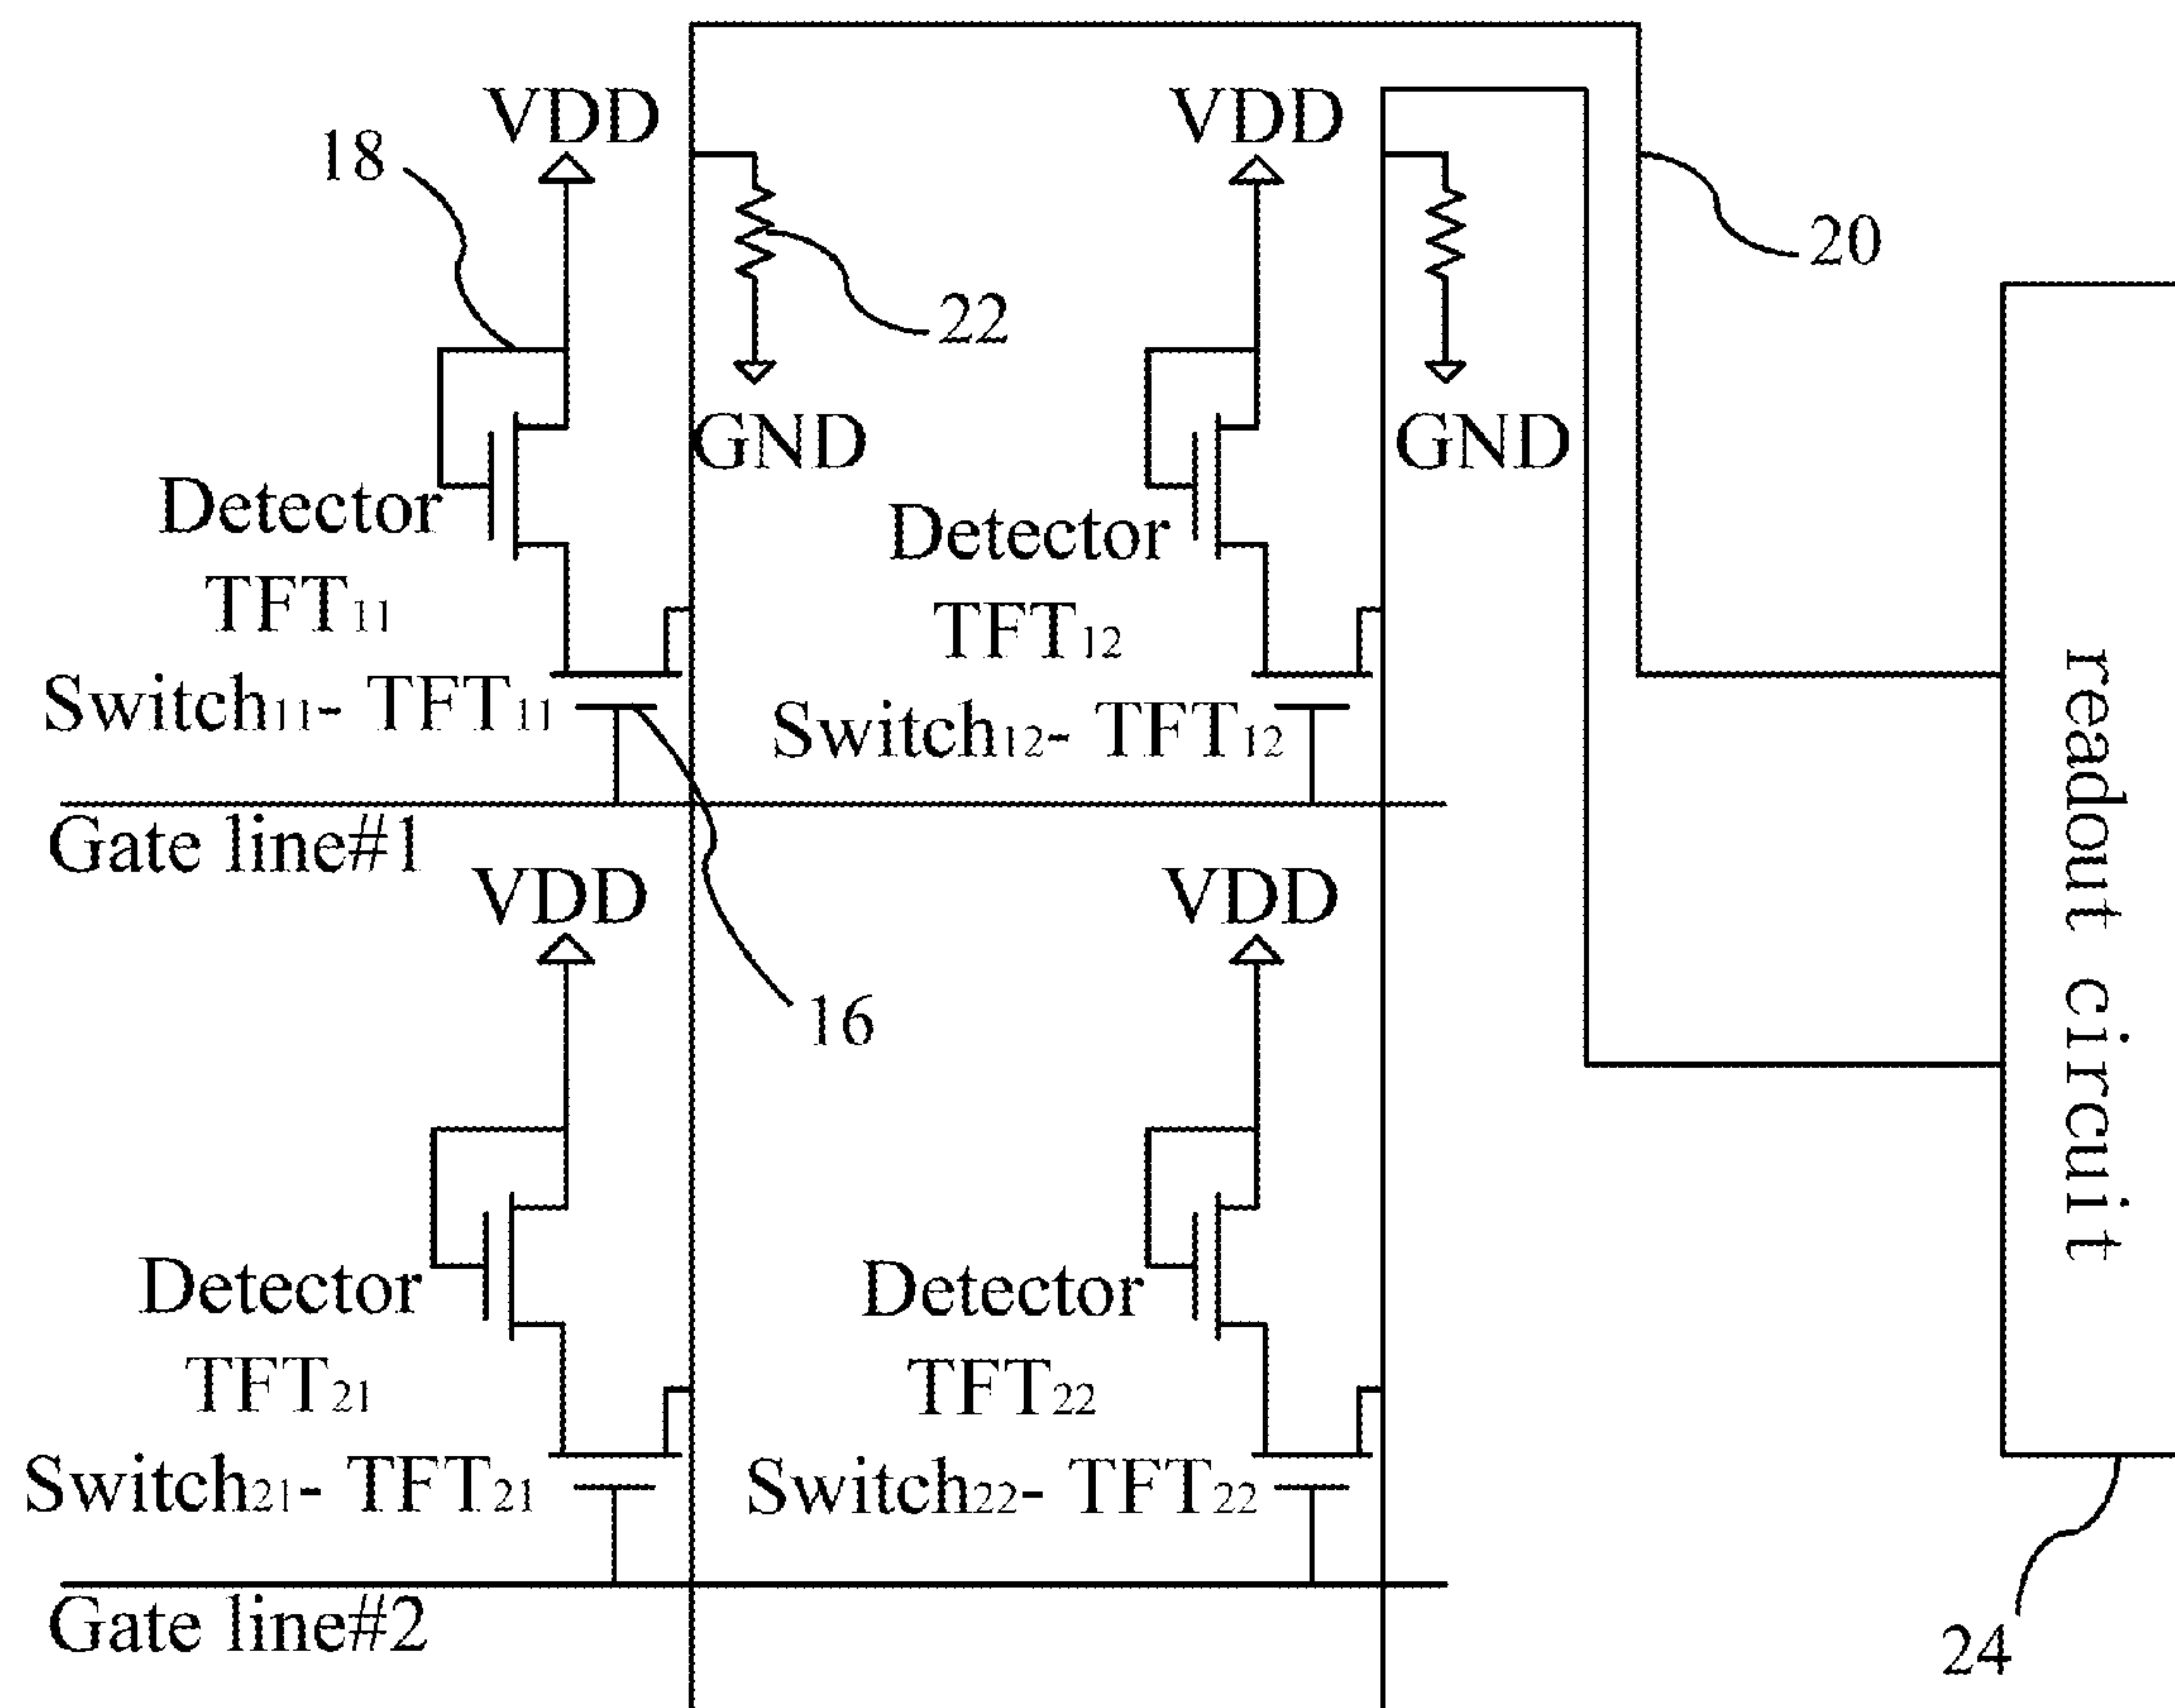 VDD
VDD
18
20
22
GND
GND
Detector
TFT11
Detector
TFT12
Switch11- TFT11
Switch12- TFT12
Gate line#1
readout circuit
VDD
VDD
16
Detector
TFT21
Detector
TFT22
Switch21- TFT21
Switch22- TFT22
Gate line#2
24